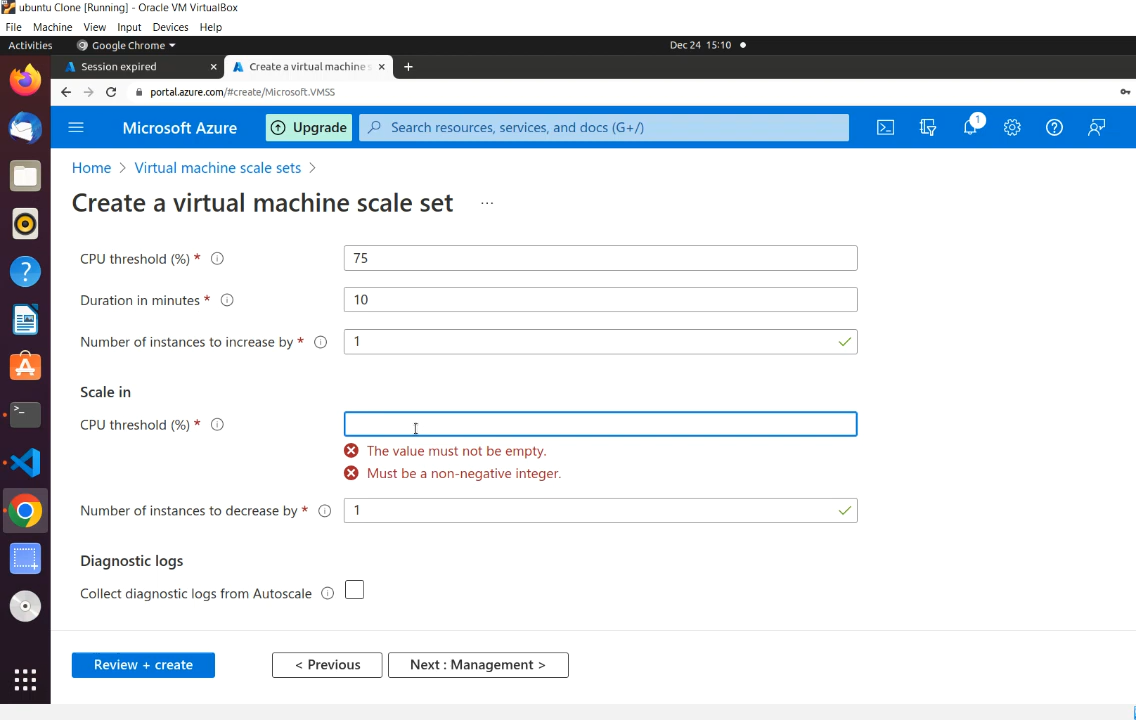 ubuntu Clone [Running] - Oracle VM VirtualBox
File Machine View Input Devices Help
Activities Google Chrome Dec 24 15:10
Session expired Create a virtual machine s
portal.azure.com/#create/Microsoft.VMSS
Microsoft Azure Upgrade Search resources, services, and docs (G+/) 1
Home > Virtual machine scale sets >
Create a virtual machine scale set ...
CPU threshold (%) * 75
Duration in minutes * 10
Number of instances to increase by * 1
Scale in
CPU threshold (%) *
The value must not be empty.
Must be a non-negative integer.
Number of instances to decrease by * 1
Diagnostic logs
Collect diagnostic logs from Autoscale
Review + create < Previous Next : Management >